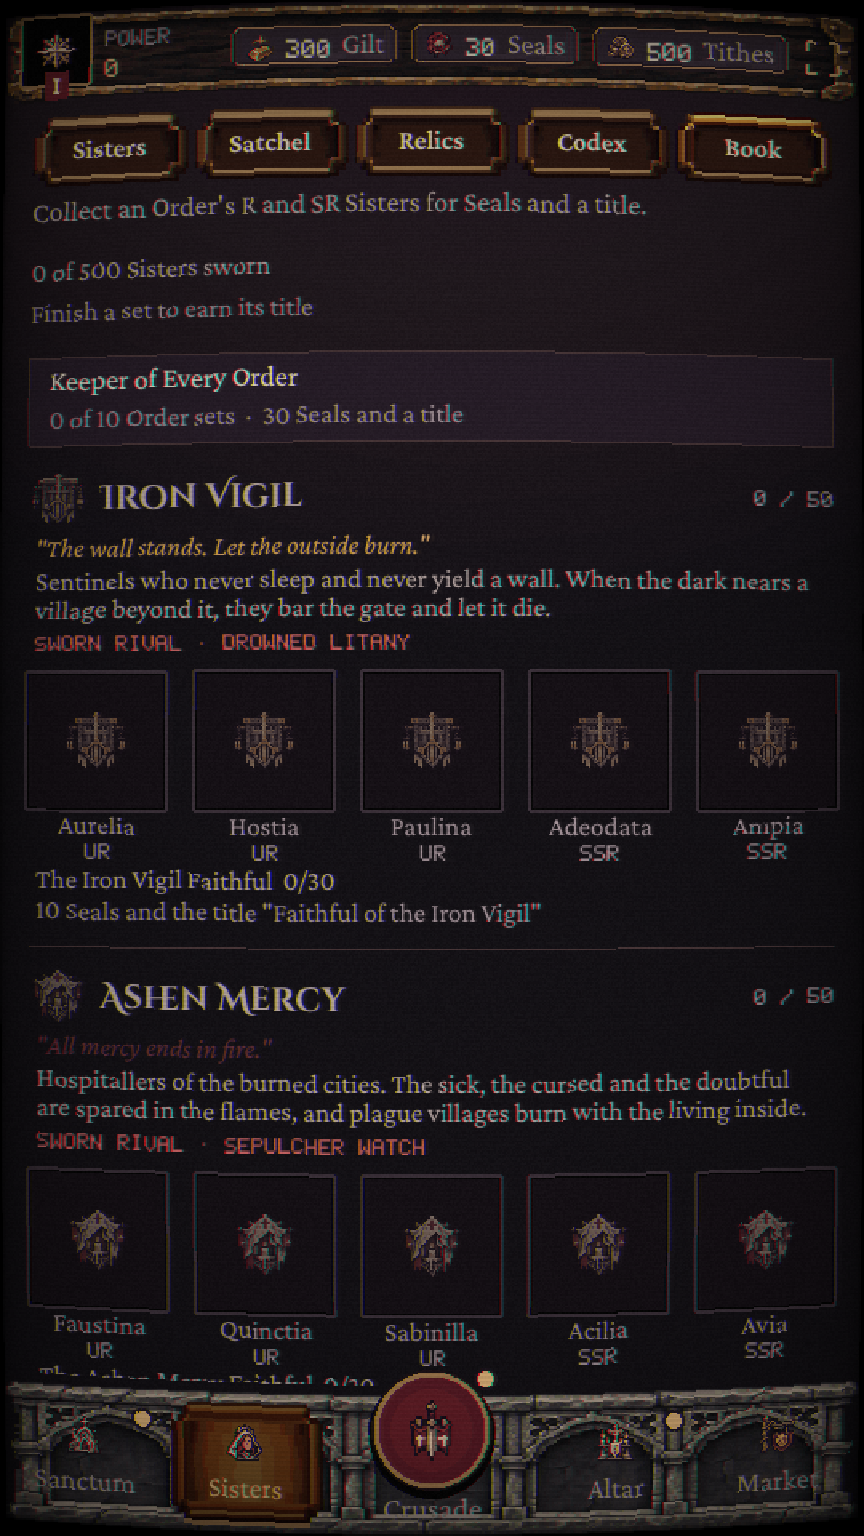 POWER
0
I
300 Gilt
30 Seals
500 Tithes
Sisters
Satchel
Relics
Codex
Book
Collect an Order's R and SR Sisters for Seals and a title.
0 of 500 Sisters sworn
Finish a set to earn its title
Keeper of Every Order
0 of 10 Order sets · 30 Seals and a title
IRON VIGIL
0 / 50
"The wall stands. Let the outside burn."
Sentinels who never sleep and never yield a wall. When the dark nears a
village beyond it, they bar the gate and let it die.
SWORN RIVAL · DROWNED LITANY
Aurelia
UR
Hostia
UR
Paulina
UR
Adeodata
SSR
Ampia
SSR
The Iron Vigil Faithful 0/30
10 Seals and the title "Faithful of the Iron Vigil"
ASHEN MERCY
0 / 50
"All mercy ends in fire."
Hospitallers of the burned cities. The sick, the cursed and the doubtful
are spared in the flames, and plague villages burn with the living inside.
SWORN RIVAL · SEPULCHER WATCH
Faustina
UR
Quinctia
UR
Sabinilla
UR
Acilia
SSR
Avia
SSR
The Ashen Mercy Faithful 0/30
Sanctum
Sisters
Crusade
Altar
Market